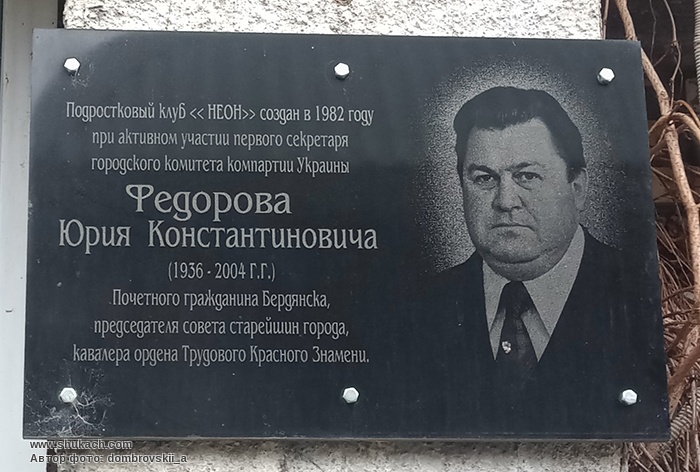 Подростковый клуб << НЕОН>> создан в 1982 году
при активном участии первого секретаря
городского комитета компартии Украины
Федорова
Юрия Константиновича
(1936 - 2004 Г.Г.)
Почетного гражданина Бердянска,
председателя совета старейшин города,
кавалера ордена Трудового Красного Знамени.
www.shukach.com
Автор фото: dombrovskii_a